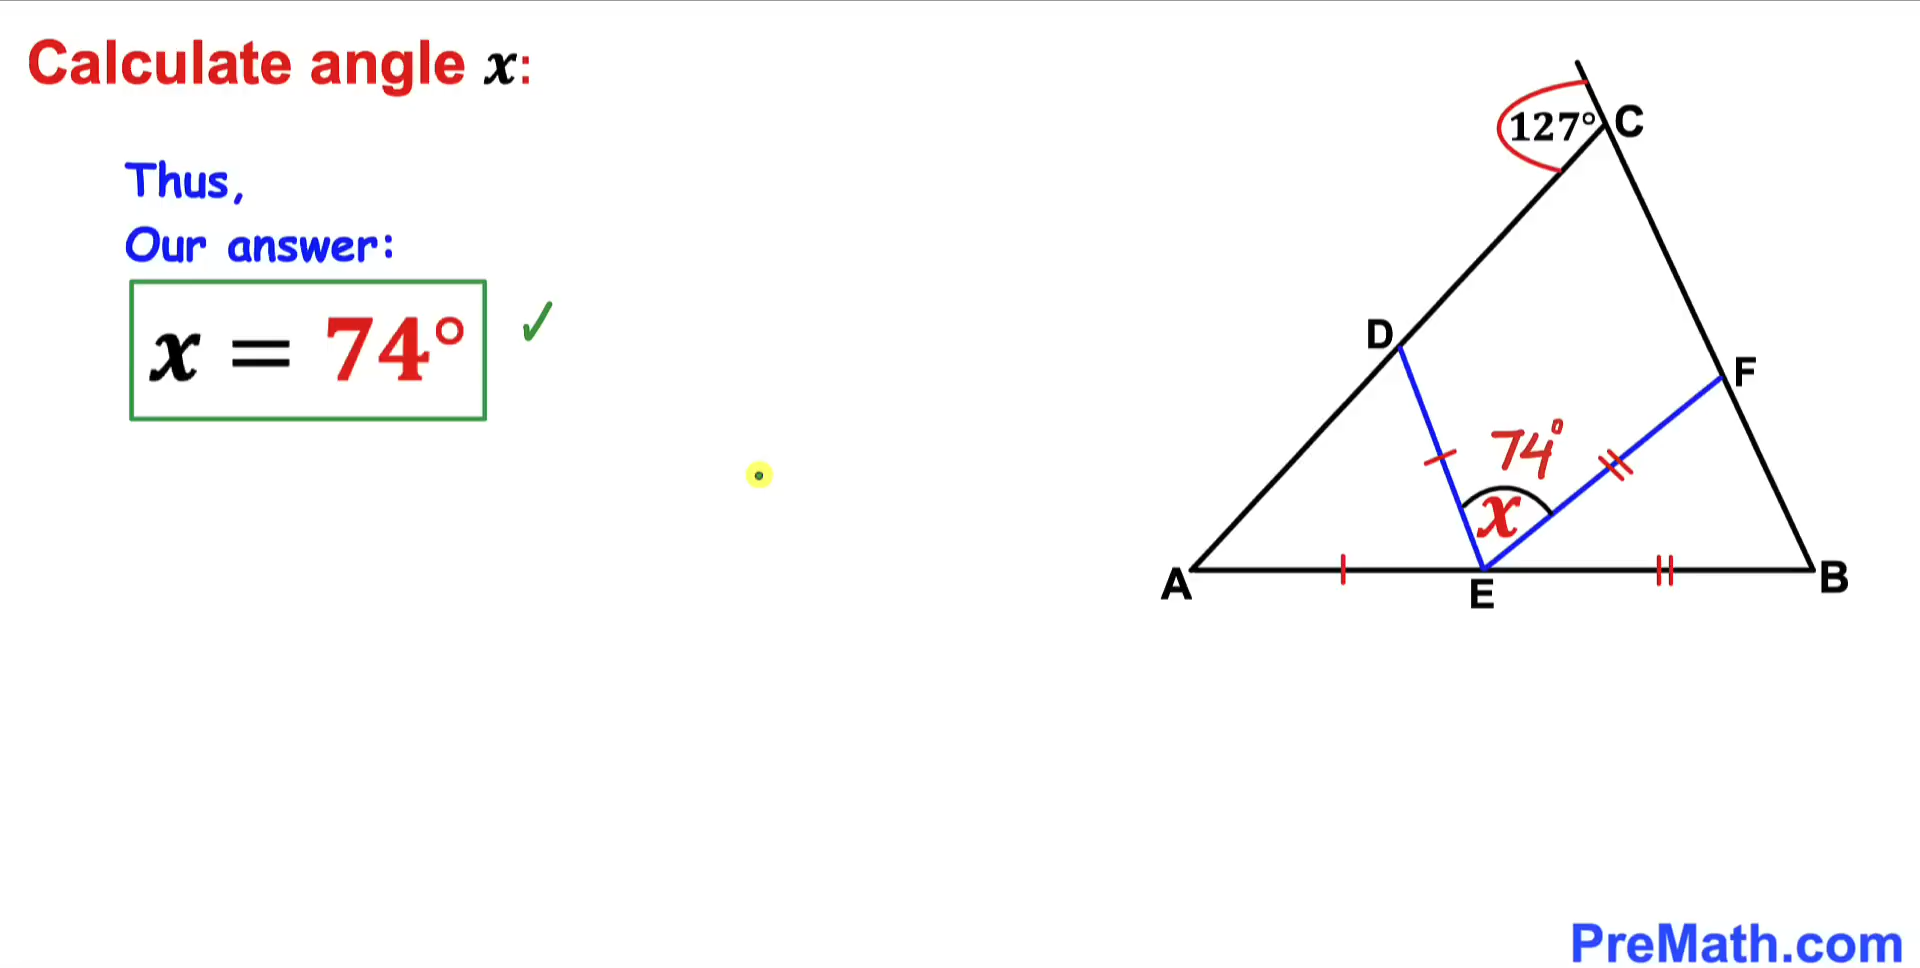 Calculate angle x:
Thus,
Our answer:
x = 74°
127°
C
D
F
74°
x
A
E
B
PreMath.com